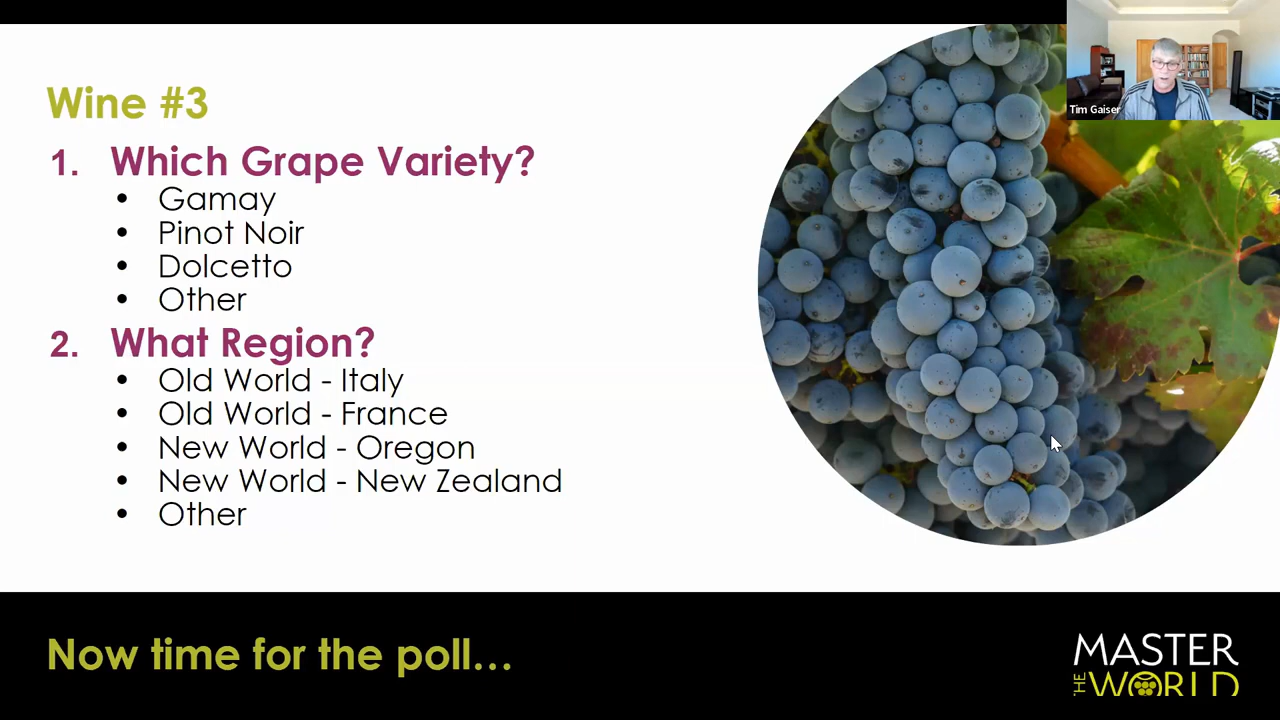 Wine #3
1. Which Grape Variety?
• Gamay
• Pinot Noir
• Dolcetto
• Other
2. What Region?
• Old World - Italy
• Old World - France
• New World - Oregon
• New World - New Zealand
• Other
Tim Gaiser
Now time for the poll...
MASTER
THE WORLD